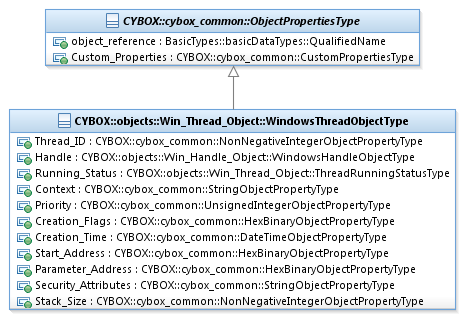 CYBOX::cybox_common::ObjectPropertiesType
object_reference : BasicTypes::basicDataTypes::QualifiedName
Custom_Properties : CYBOX::cybox_common::CustomPropertiesType
CYBOX::objects::Win_Thread_Object::WindowsThreadObjectType
Thread_ID : CYBOX::cybox_common::NonNegativeIntegerObjectPropertyType
Handle : CYBOX::objects::Win_Handle_Object::WindowsHandleObjectType
Running_Status : CYBOX::objects::Win_Thread_Object::ThreadRunningStatusType
Context : CYBOX::cybox_common::StringObjectPropertyType
Priority : CYBOX::cybox_common::UnsignedIntegerObjectPropertyType
Creation_Flags : CYBOX::cybox_common::HexBinaryObjectPropertyType
Creation_Time : CYBOX::cybox_common::DateTimeObjectPropertyType
Start_Address : CYBOX::cybox_common::HexBinaryObjectPropertyType
Parameter_Address : CYBOX::cybox_common::HexBinaryObjectPropertyType
Security_Attributes : CYBOX::cybox_common::StringObjectPropertyType
Stack_Size : CYBOX::cybox_common::NonNegativeIntegerObjectPropertyType